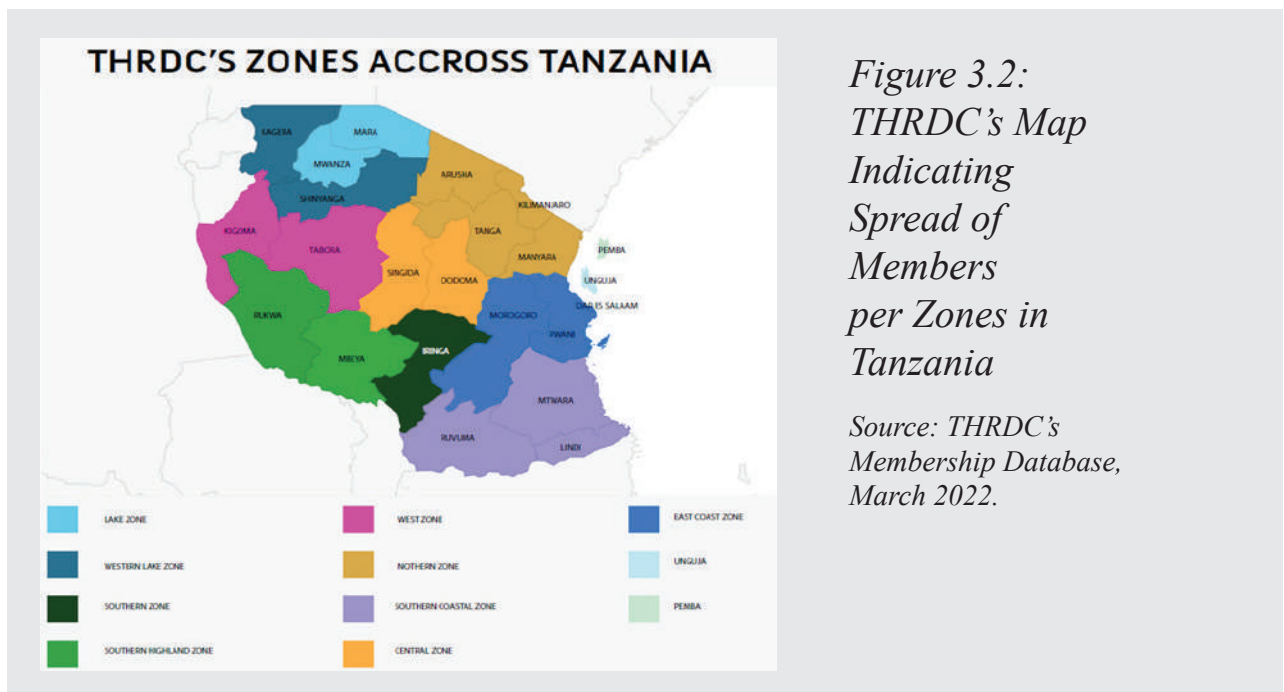 THRDC'S ZONES ACCROSS TANZANIA
KAGERA
MARA
MWANZA
SHINYANGA
ARUSHA
KILIMANJARO
KIGOMA
TABORA
TANGA
MANYARA
PEMBA
SINGIDA
DODOMA
UNGUJA
DAR IS SALAAM
RUKWA
MOROGORO
PWANI
MBEYA
IRINGA
MTWARA
RUVUMA
LINDI
LAKE ZONE
WEST ZONE
EAST COAST ZONE
WESTERN LAKE ZONE
NOTHERN ZONE
UNGUJA
SOUTHERN ZONE
SOUTHERN COASTAL ZONE
PEMBA
SOUTHERN HIGHLAND ZONE
CENTRAL ZONE
Figure 3.2:
THRDC's Map
Indicating
Spread of
Members
per Zones in
Tanzania
Source: THRDC's
Membership Database,
March 2022.